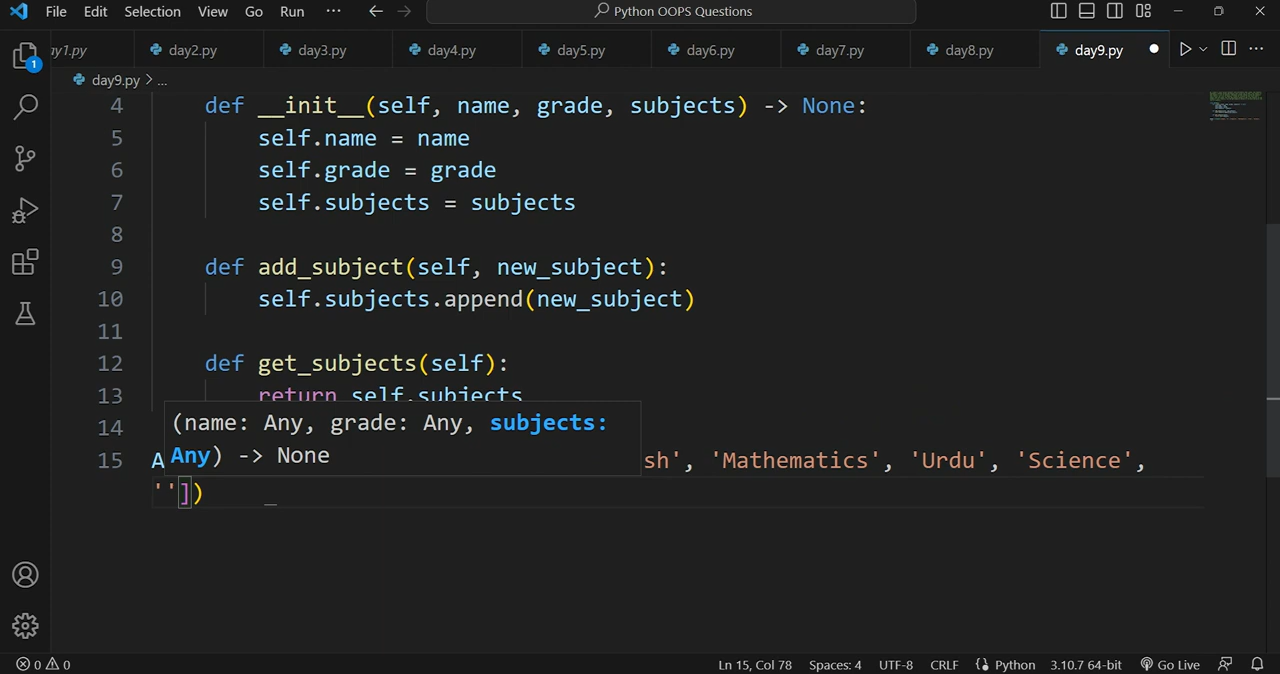 File Edit Selection View Go Run ··· ← → Python OOPS Questions
ay1.py day2.py day3.py day4.py day5.py day6.py day7.py day8.py day9.py
day9.py > ...
4 def __init__(self, name, grade, subjects) -> None:
5 self.name = name
6 self.grade = grade
7 self.subjects = subjects
8
9 def add_subject(self, new_subject):
10 self.subjects.append(new_subject)
11
12 def get_subjects(self):
13 return self.subjects
14
(name: Any, grade: Any, subjects:
Any) -> None
15 A sh', 'Mathematics', 'Urdu', 'Science',
''])
1
0 0 Ln 15, Col 78 Spaces: 4 UTF-8 CRLF Python 3.10.7 64-bit Go Live